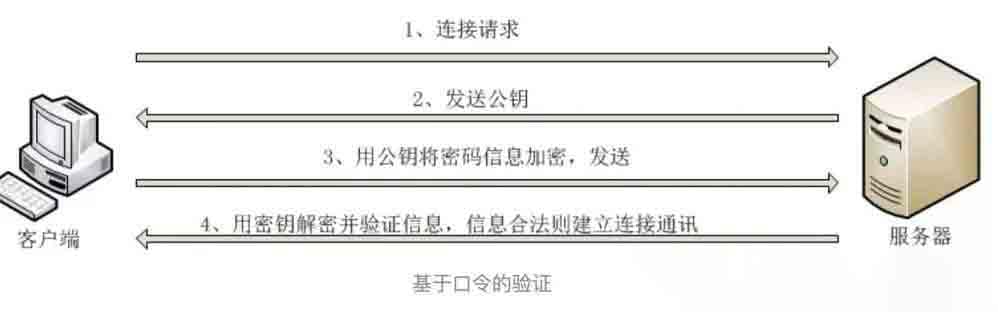 1、连接请求
2、发送公钥
3、用公钥将密码信息加密，发送
4、用密钥解密并验证信息，信息合法则建立连接通讯
客户端
服务器
基于口令的验证